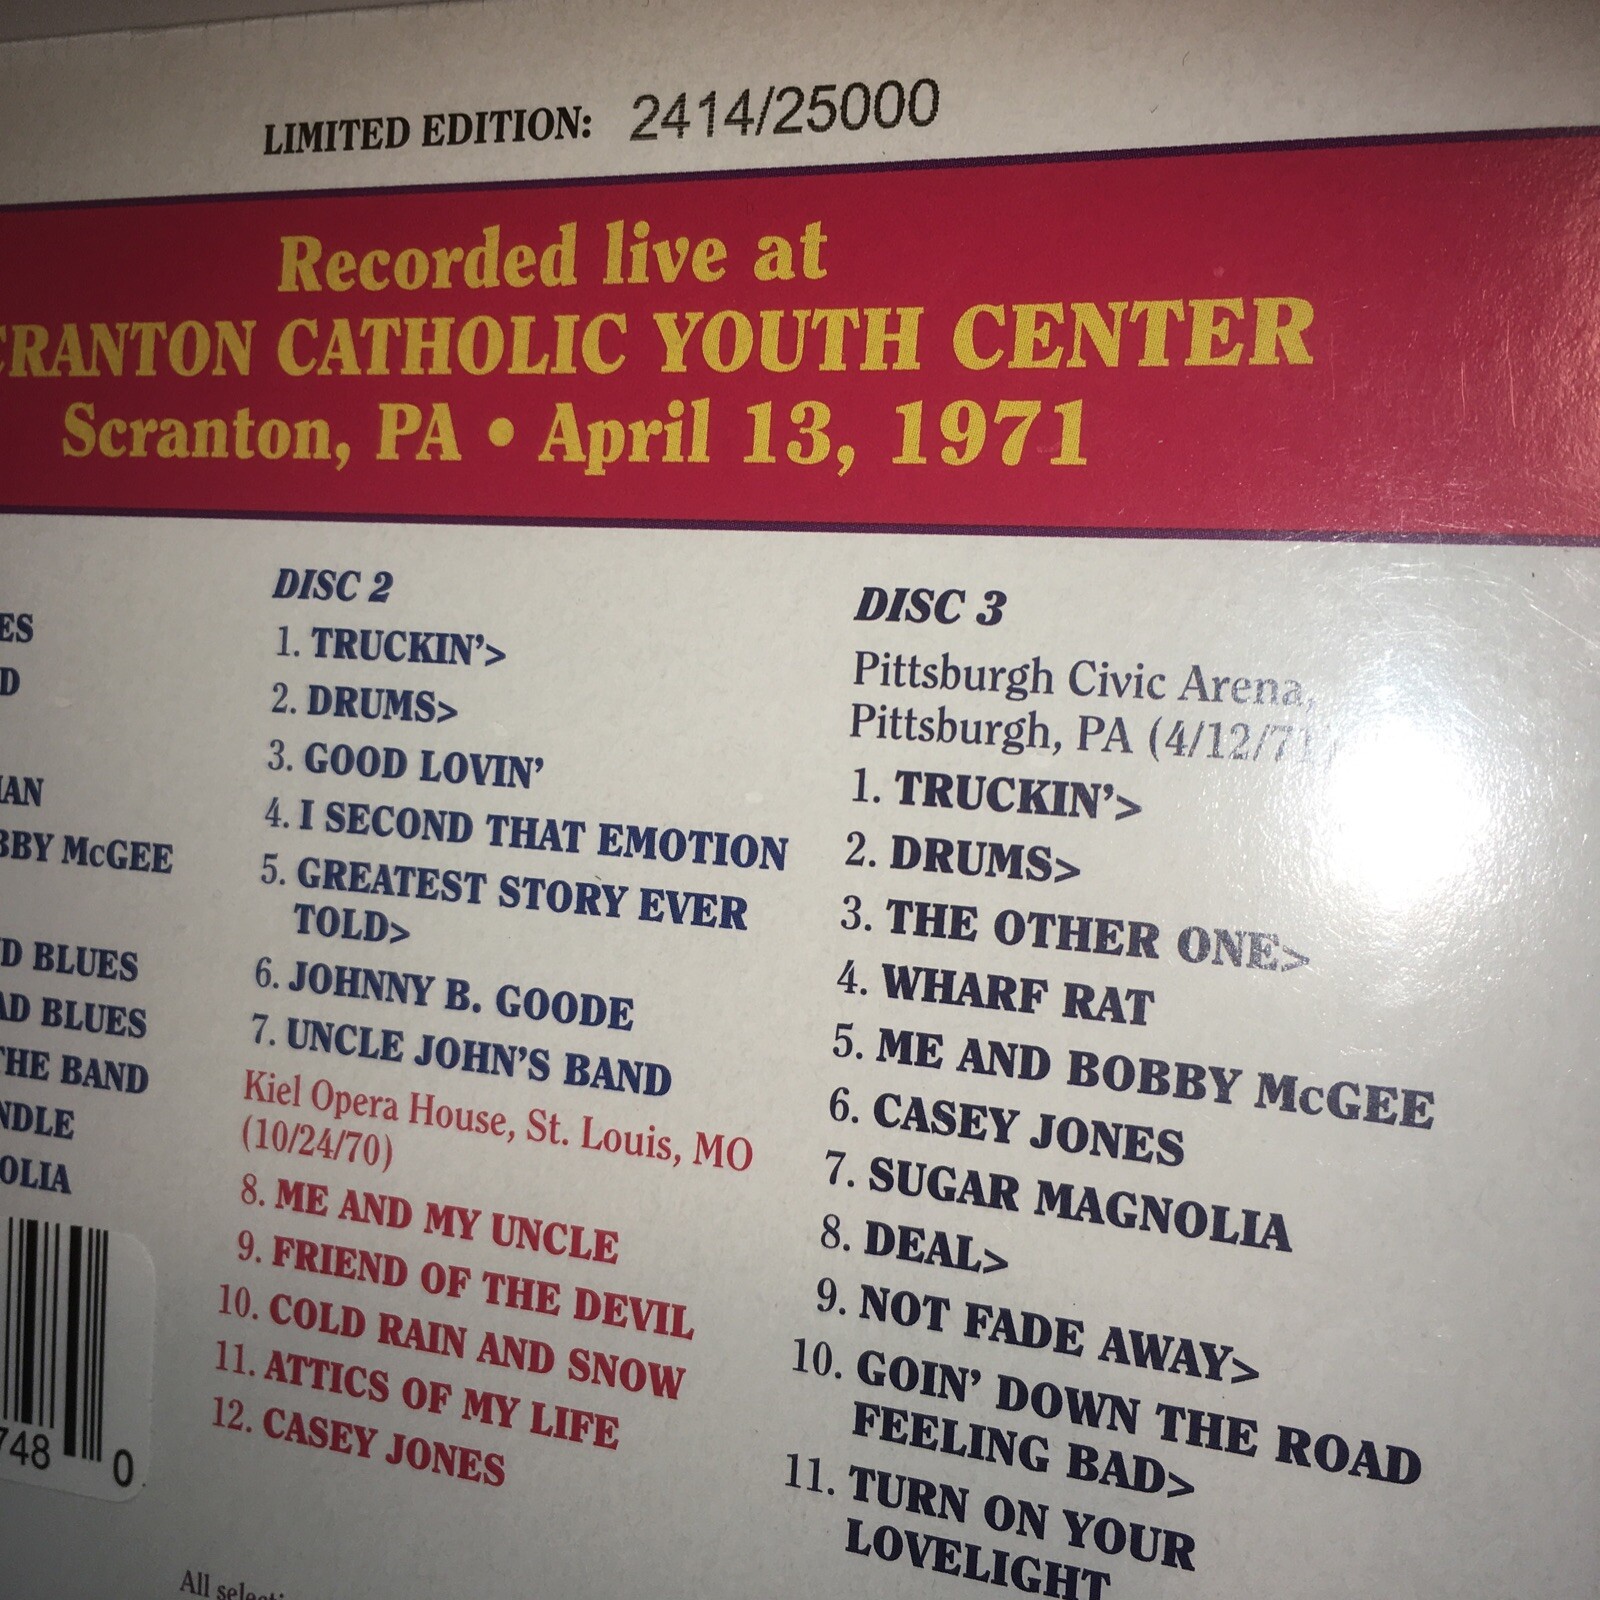 LIMITED EDITION: 2414/25000
Recorded live at
CRANTON CATHOLIC YOUTH CENTER
Scranton, PA • April 13, 1971
ES
D
IAN
BBY McGEE
D BLUES
AD BLUES
THE BAND
NDLE
OLIA
748 0
DISC 2
1. TRUCKIN'>
2. DRUMS>
3. GOOD LOVIN'
4. I SECOND THAT EMOTION
5. GREATEST STORY EVER
TOLD>
6. JOHNNY B. GOODE
7. UNCLE JOHN'S BAND
Kiel Opera House, St. Louis, MO
(10/24/70)
8. ME AND MY UNCLE
9. FRIEND OF THE DEVIL
10. COLD RAIN AND SNOW
11. ATTICS OF MY LIFE
12. CASEY JONES
All selecti
DISC 3
Pittsburgh Civic Arena,
Pittsburgh, PA (4/12/71)
1. TRUCKIN'>
2. DRUMS>
3. THE OTHER ONE>
4. WHARF RAT
5. ME AND BOBBY McGEE
6. CASEY JONES
7. SUGAR MAGNOLIA
8. DEAL>
9. NOT FADE AWAY>
10. GOIN' DOWN THE ROAD
FEELING BAD>
11. TURN ON YOUR
LOVELIGHT